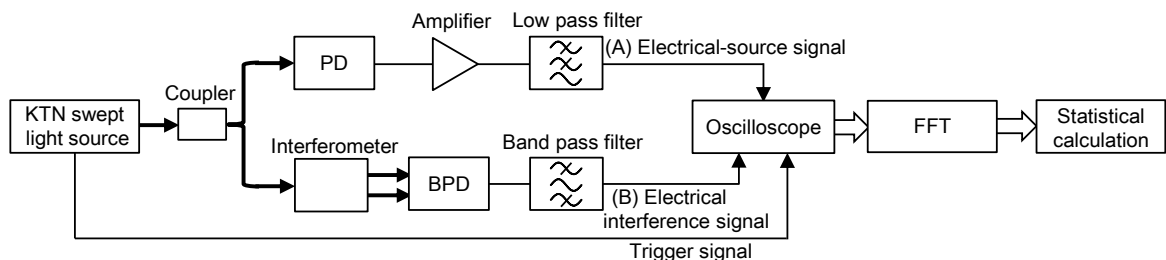 Amplifier
Low pass filter
(A) Electrical-source signal
PD
Coupler
KTN swept
light source
Interferometer
Band pass filter
BPD
(B) Electrical
interference signal
Trigger signal
Oscilloscope
FFT
Statistical
calculation